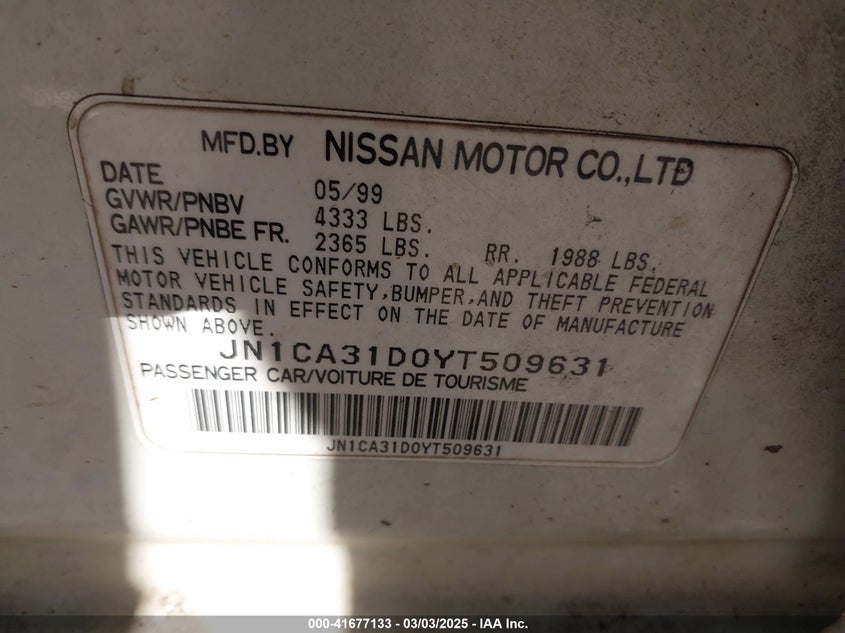 MFD.BY NISSAN MOTOR CO.,LTD
DATE 05/99
GVWR/PNBV 4333 LBS.
GAWR/PNBE FR. 2365 LBS. RR. 1988 LBS.
THIS VEHICLE CONFORMS TO ALL APPLICABLE FEDERAL
MOTOR VEHICLE SAFETY,BUMPER,AND THEFT PREVENTION
STANDARDS IN EFFECT ON THE DATE OF MANUFACTURE
SHOWN ABOVE.
JN1CA31D0YT509631
PASSENGER CAR/VOITURE DE TOURISME
JN1CA31D0YT509631
000-41677133 — 03/03/2025 — IAA Inc.